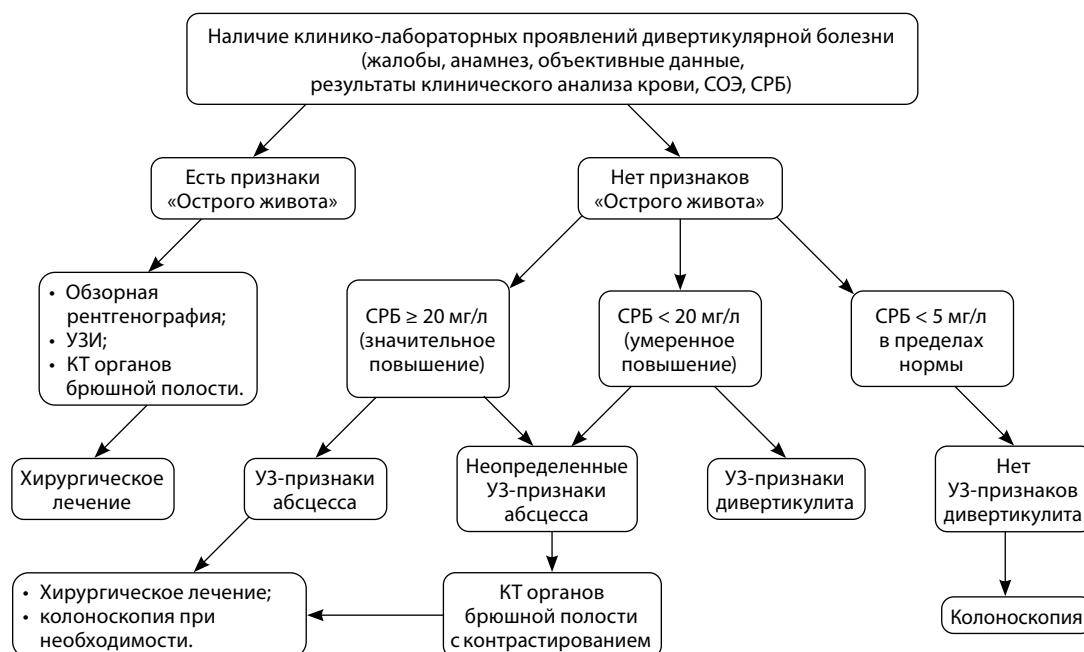 Наличие клинико-лабораторных проявлений дивертикулярной болезни
(жалобы, анамнез, объективные данные,
результаты клинического анализа крови, СОЭ, СРБ)
Есть признаки
«Острого живота»
Нет признаков
«Острого живота»
• Обзорная
рентгенография;
• УЗИ;
• КТ органов
брюшной полости.
СРБ ≥ 20 мг/л
(значительное
повышение)
СРБ < 20 мг/л
(умеренное
повышение)
СРБ < 5 мг/л
в пределах
нормы
Хирургическое
лечение
УЗ-признаки
абсцесса
Неопределенные
УЗ-признаки
абсцесса
УЗ-признаки
дивертикулита
Нет
УЗ-признаков
дивертикулита
• Хирургическое лечение;
• колоноскопия при
необходимости.
КТ органов
брюшной полости
с контрастированием
Колоноскопия